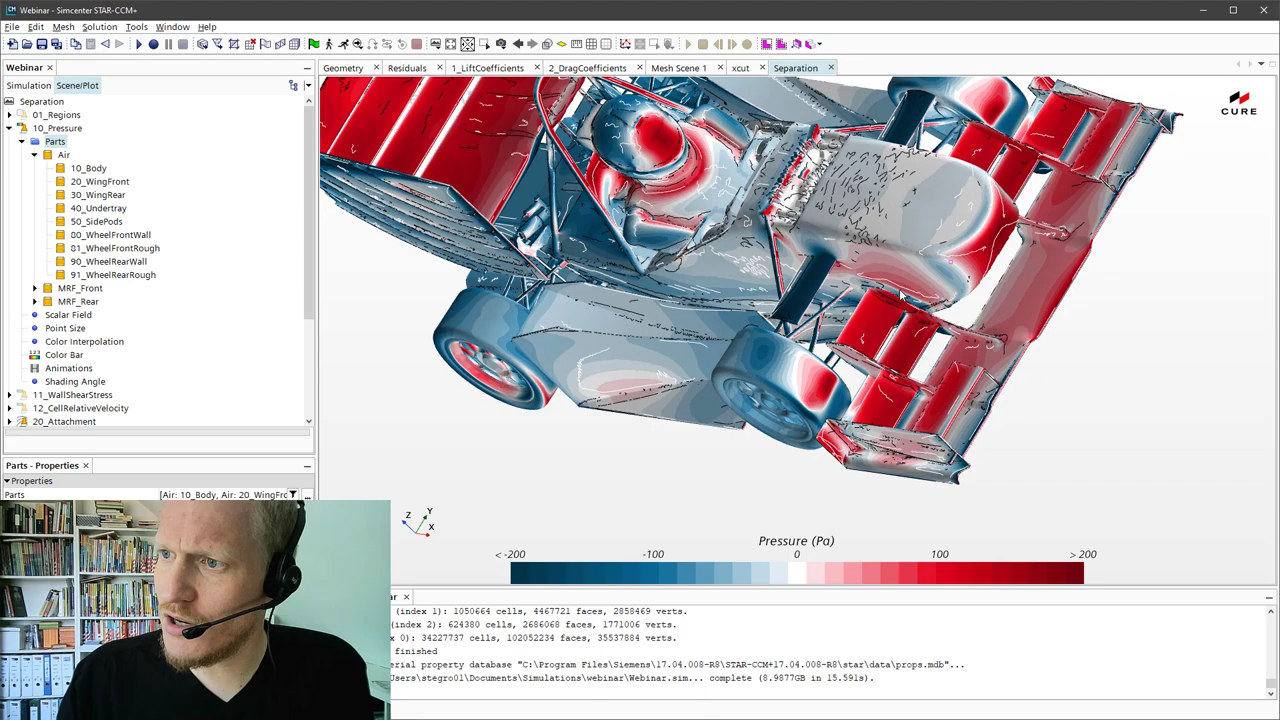 Webinar - Simcenter STAR-CCM+
File Edit Mesh Solution Tools Window Help
Webinar
Geometry Residuals 1_LiftCoefficients 2_DragCoefficients Mesh Scene 1 xcut Separation
Simulation Scene/Plot
Separation
01_Regions
10_Pressure
Parts
Air
10_Body
20_WingFront
30_WingRear
40_Undertray
50_SidePods
80_WheelFrontWall
81_WheelFrontRough
90_WheelRearWall
91_WheelRearRough
MRF_Front
MRF_Rear
Scalar Field
Point Size
Color Interpolation
Color Bar
Animations
Shading Angle
11_WallShearStress
12_CellRelativeVelocity
20_Attachment
Parts - Properties
Properties
Parts [Air: 10_Body, Air: 20_WingFro
CURE
Z Y X
Pressure (Pa)
<-200 -100 0 100 > 200
ar
(index 1): 1050664 cells, 4467721 faces, 2858469 verts.
(index 2): 624380 cells, 2686068 faces, 1771006 verts.
x 0): 34227737 cells, 102052234 faces, 35537884 verts.
finished
erial property database "C:\Program Files\Siemens\17.04.008-R8\STAR-CCM+17.04.008-R8\star\data\props.mdb"...
sers\stegro01\Documents\Simulations\webinar\Webinar.sim... complete (8.9877GB in 15.591s).